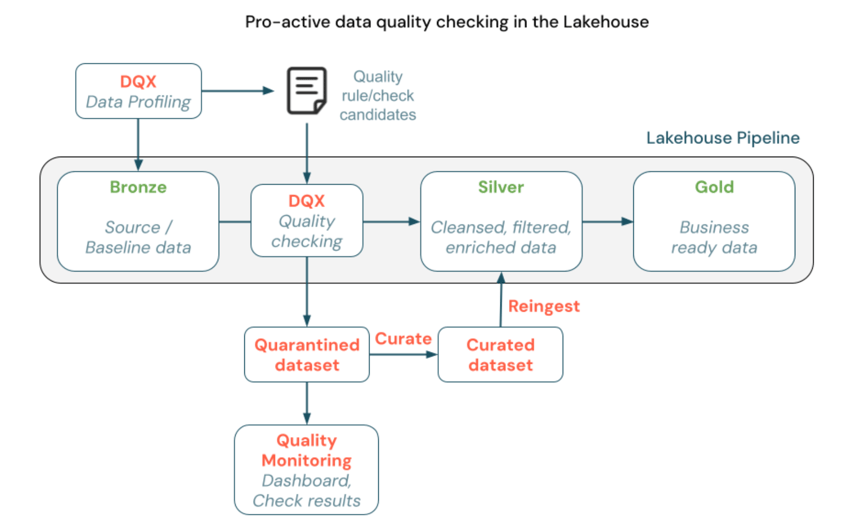 Pro-active data quality checking in the Lakehouse
DQX
Data Profiling
Quality
rule/check
candidates
Lakehouse Pipeline
Bronze
Source /
Baseline data
DQX
Quality
checking
Silver
Cleansed, filtered,
enriched data
Gold
Business
ready data
Reingest
Quarantined
dataset
Curate
Curated
dataset
Quality
Monitoring
Dashboard,
Check results